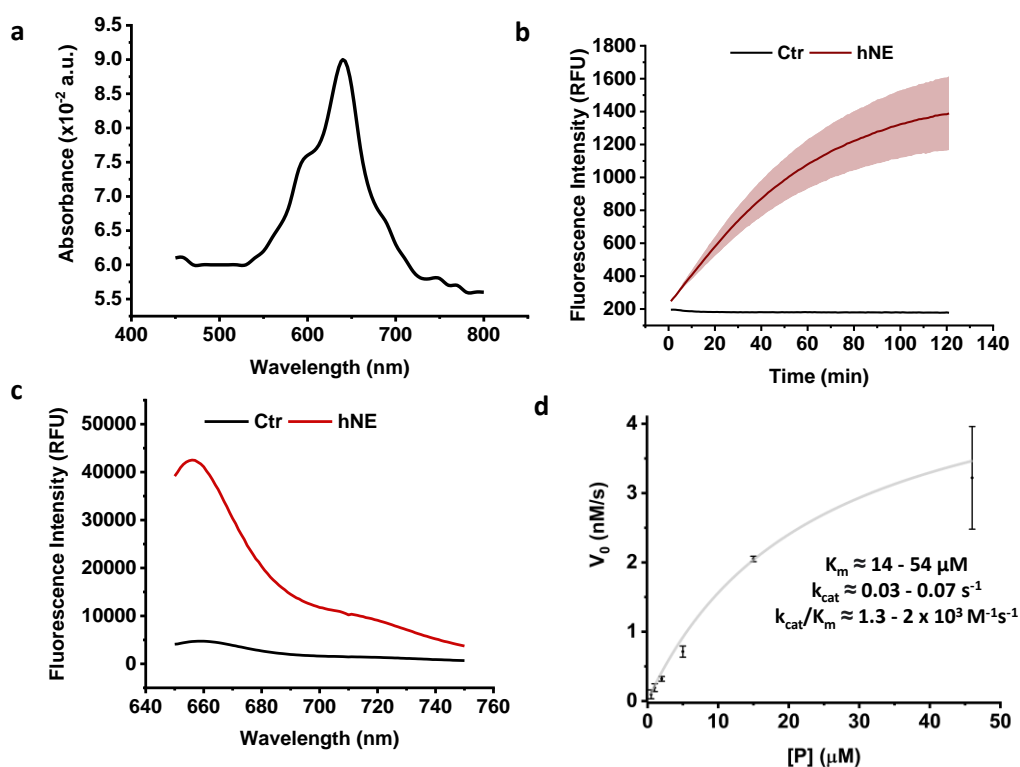 a
Absorbance (x10⁻² a.u.)
9.0
8.5
8.0
7.5
7.0
6.5
6.0
5.5
400 500 600 700 800
Wavelength (nm)
b
Fluorescence Intensity (RFU)
Ctr hNE
1800
1600
1400
1200
1000
800
600
400
200
0 20 40 60 80 100 120 140
Time (min)
c
Fluorescence Intensity (RFU)
Ctr hNE
50000
40000
30000
20000
10000
0
640 660 680 700 720 740 760
Wavelength (nm)
d
V₀ (nM/s)
4
3
2
1
0
Kₘ ≈ 14 - 54 µM
k_cat ≈ 0.03 - 0.07 s⁻¹
k_cat/Kₘ ≈ 1.3 - 2 x 10³ M⁻¹s⁻¹
0 10 20 30 40 50
[P] (µM)